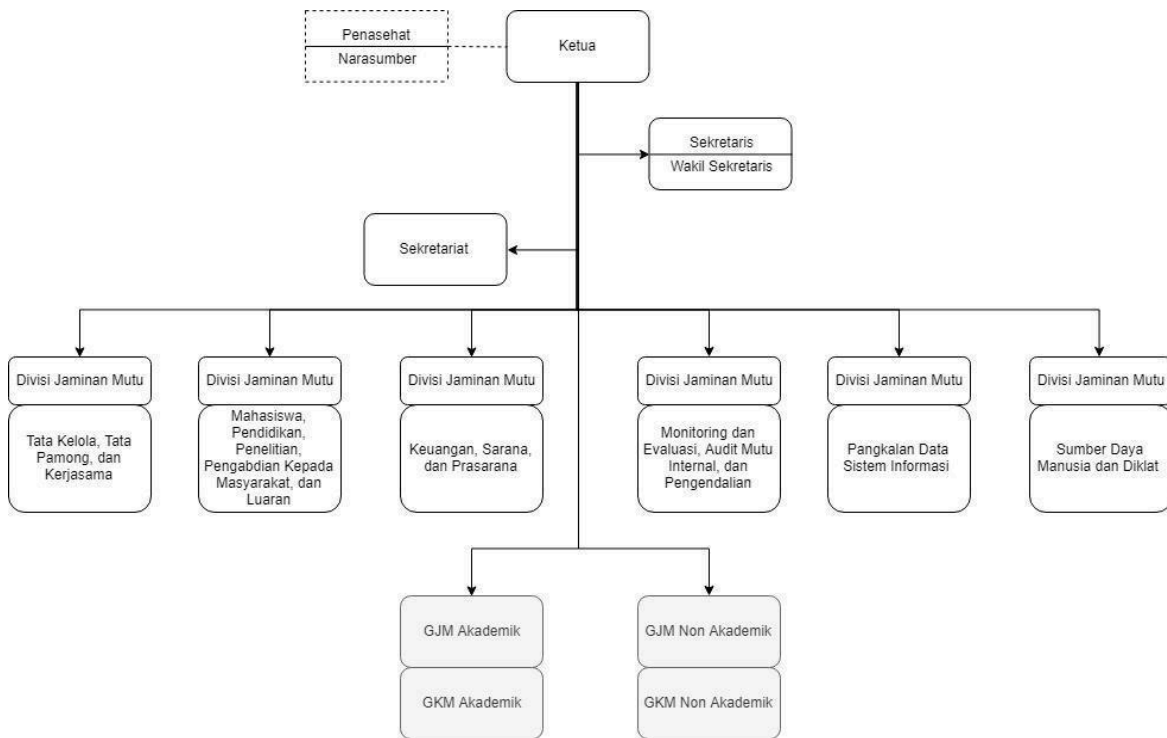 Penasehat
Narasumber
Ketua
Sekretaris
Wakil Sekretaris
Sekretariat
Divisi Jaminan Mutu
Tata Kelola, Tata
Pamong, dan
Kerjasama
Divisi Jaminan Mutu
Mahasiswa,
Pendidikan,
Penelitian,
Pengabdian Kepada
Masyarakat, dan
Luaran
Divisi Jaminan Mutu
Keuangan, Sarana,
dan Prasarana
Divisi Jaminan Mutu
Monitoring dan
Evaluasi, Audit Mutu
Internal, dan
Pengendalian
Divisi Jaminan Mutu
Pangkalan Data
Sistem Informasi
Divisi Jaminan Mutu
Sumber Daya
Manusia dan Diklat
GJM Akademik
GKM Akademik
GJM Non Akademik
GKM Non Akademik